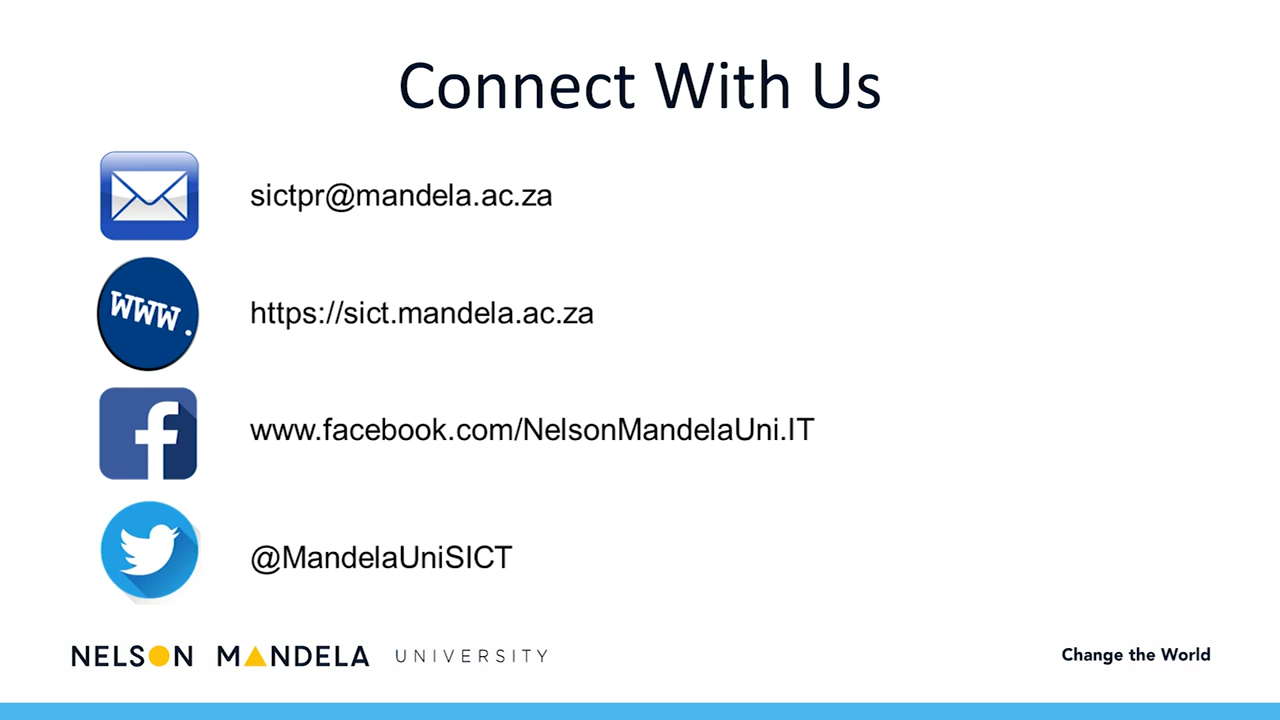 Connect With Us
sictpr@mandela.ac.za
www.
https://sict.mandela.ac.za
f
www.facebook.com/NelsonMandelaUni.IT
@MandelaUniSICT
NELSON MANDELA UNIVERSITY
Change the World